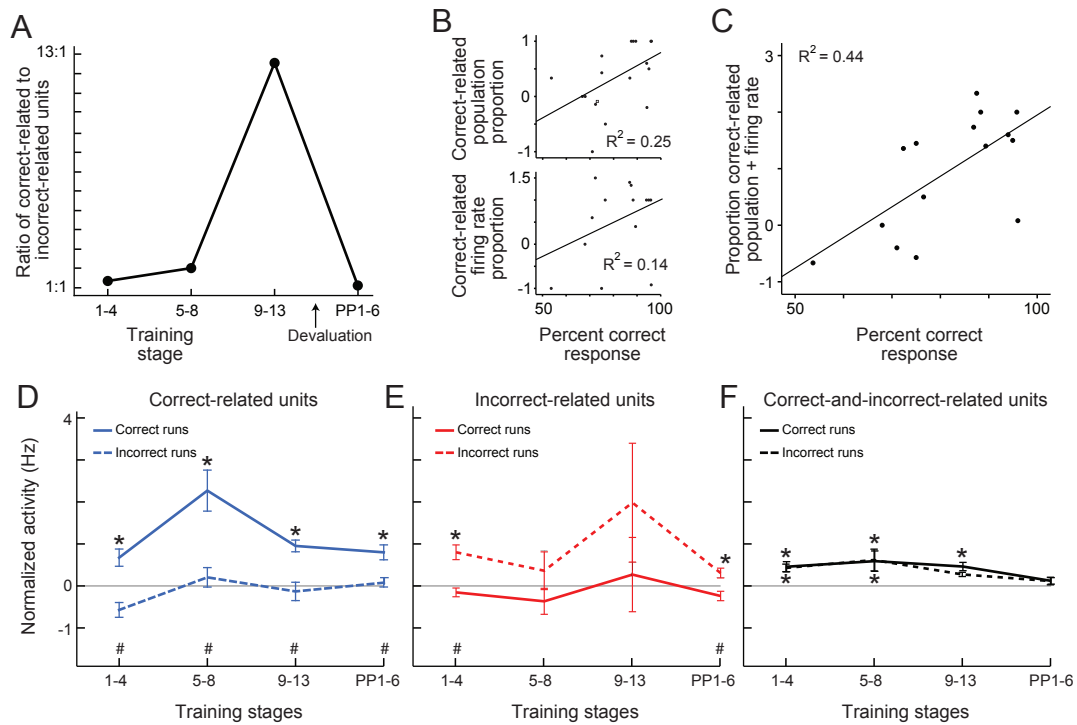 A
Ratio of correct-related to
incorrect-related units
13:1
1:1
1-4
5-8
9-13
PP1-6
Training
stage
Devaluation
B
Correct-related
population
proportion
1
0
-1
R² = 0.25
Correct-related
firing rate
proportion
1.5
0
-1
R² = 0.14
50
100
Percent correct
response
C
Proportion correct-related
population + firing rate
3
0
-1
R² = 0.44
50
100
Percent correct
response
D
Correct-related units
Normalized activity (Hz)
4
0
-1
Correct runs
Incorrect runs
*
*
*
*
#
#
#
#
1-4
5-8
9-13
PP1-6
Training stages
E
Incorrect-related units
Correct runs
Incorrect runs
*
*
#
#
1-4
5-8
9-13
PP1-6
Training stages
F
Correct-and-incorrect-related units
Correct runs
Incorrect runs
*
*
*
*
*
1-4
5-8
9-13
PP1-6
Training stages